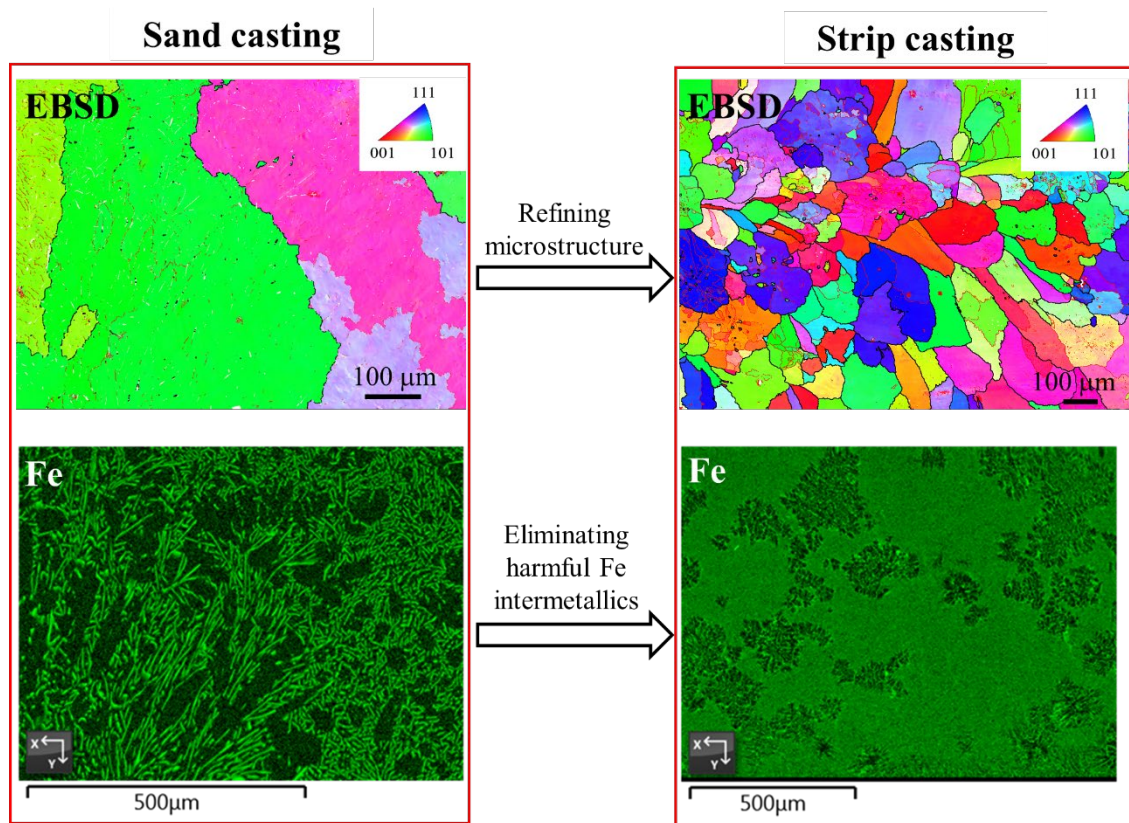 Sand casting
Strip casting
EBSD
111
001 101
100 μm
Refining
microstructure
EBSD
111
001 101
100 μm
Fe
X
Y
500μm
Eliminating
harmful Fe
intermetallics
Fe
X
Y
500μm